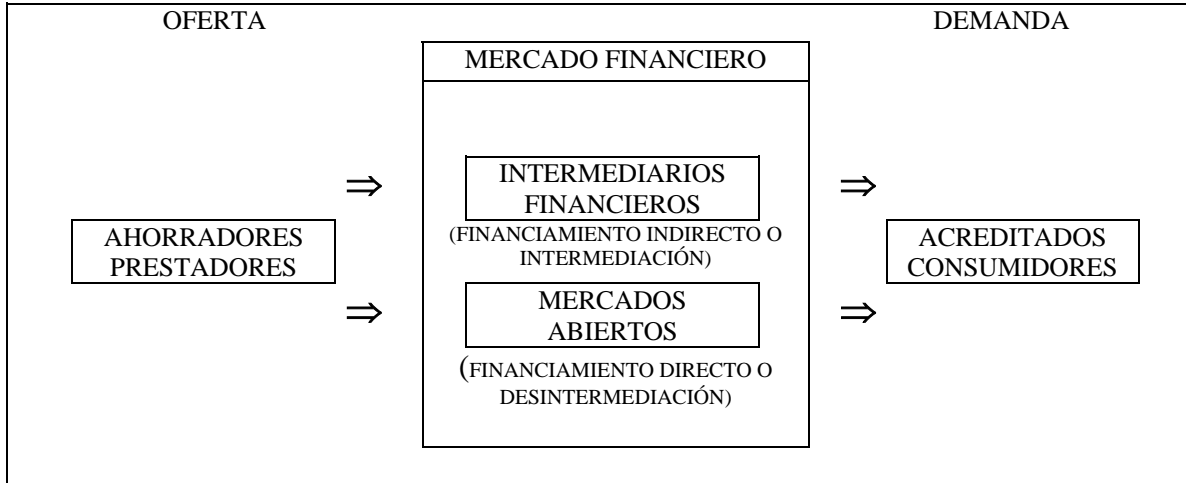 OFERTA
DEMANDA
MERCADO FINANCIERO
⇒
INTERMEDIARIOS
FINANCIEROS
⇒
(FINANCIAMIENTO INDIRECTO O
INTERMEDIACIÓN)
AHORRADORES
PRESTADORES
ACREDITADOS
CONSUMIDORES
⇒
MERCADOS
ABIERTOS
⇒
(FINANCIAMIENTO DIRECTO O
DESINTERMEDIACIÓN)